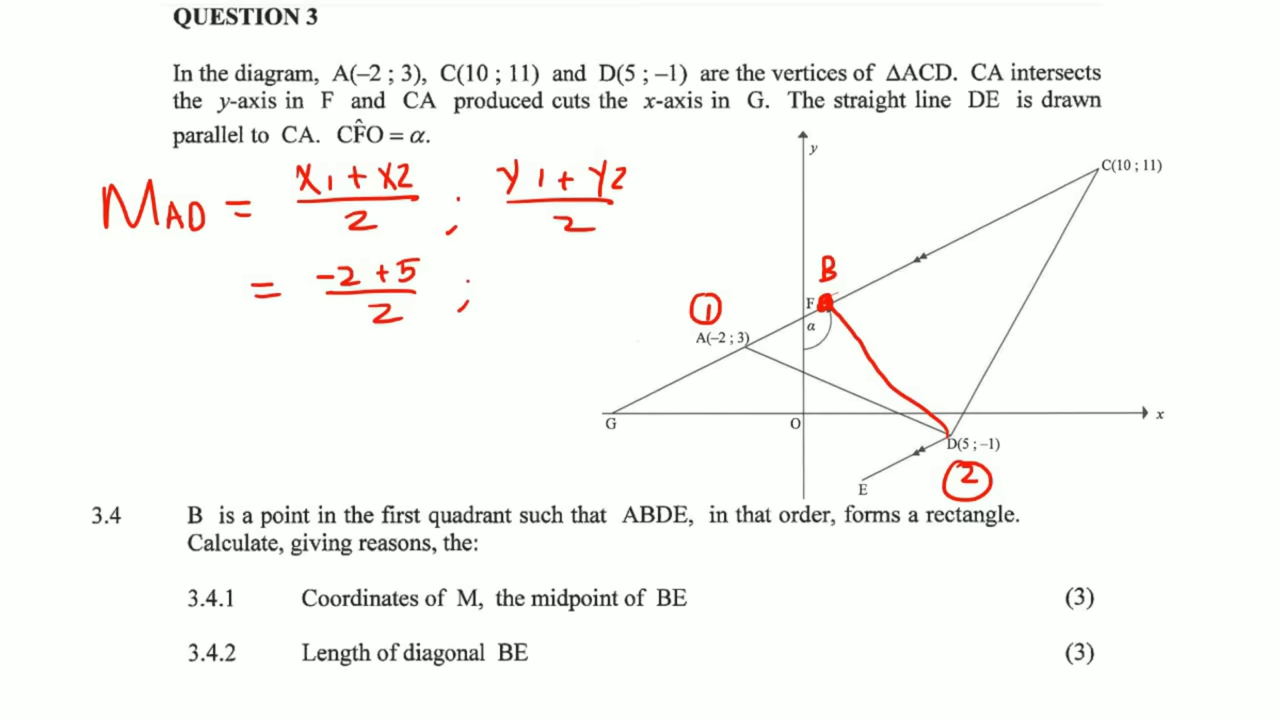 QUESTION 3
In the diagram, A(–2 ; 3), C(10 ; 11) and D(5 ; –1) are the vertices of ΔACD. CA intersects
the y-axis in F and CA produced cuts the x-axis in G. The straight line DE is drawn
parallel to CA. CF̂O = α.
M_AD = (x1 + x2)/2 ; (y1 + y2)/2
= (-2 + 5)/2 ;
y
C(10 ; 11)
B
F
1
α
A(–2 ; 3)
G
O
x
D(5 ; –1)
2
E
3.4 B is a point in the first quadrant such that ABDE, in that order, forms a rectangle.
Calculate, giving reasons, the:
3.4.1 Coordinates of M, the midpoint of BE (3)
3.4.2 Length of diagonal BE (3)